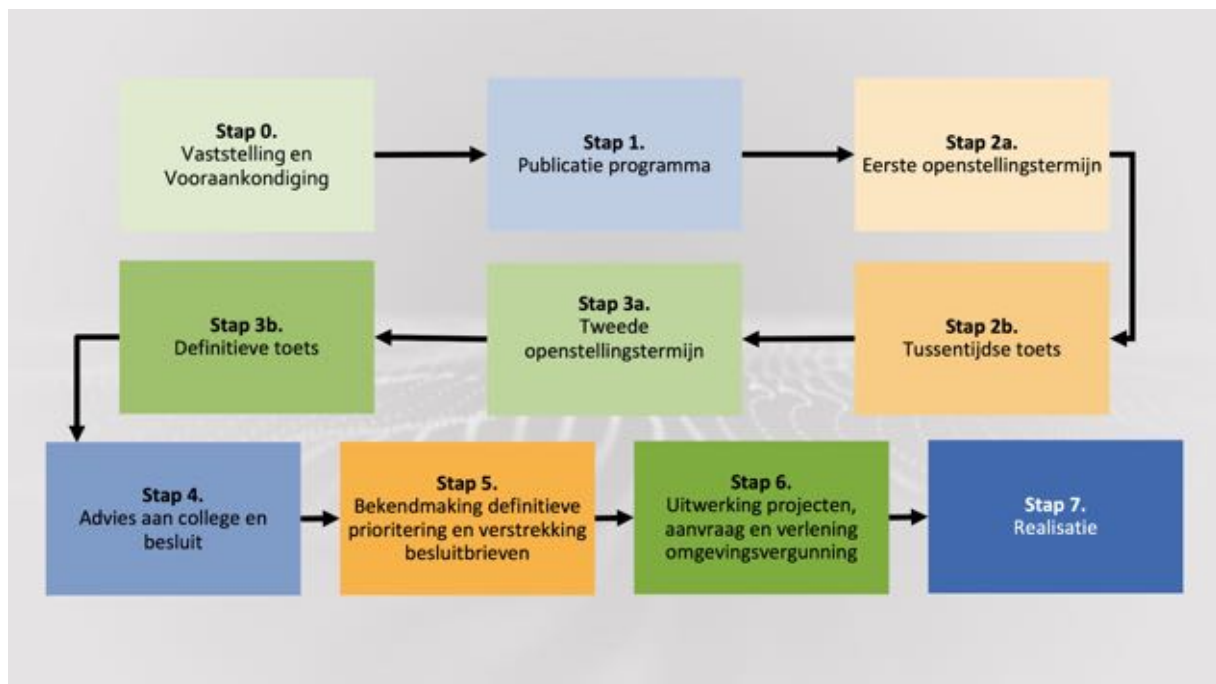 Stap 0.
Vaststelling en
Vooraankondiging
Stap 1.
Publicatie programma
Stap 2a.
Eerste openstellingstermijn
Stap 2b.
Tussentijdse toets
Stap 3a.
Tweede
openstellingstermijn
Stap 3b.
Definitieve toets
Stap 4.
Advies aan college en
besluit
Stap 5.
Bekendmaking definitieve
prioritering en verstrekking
besluitbrieven
Stap 6.
Uitwerking projecten,
aanvraag en verlening
omgevingsvergunning
Stap 7.
Realisatie